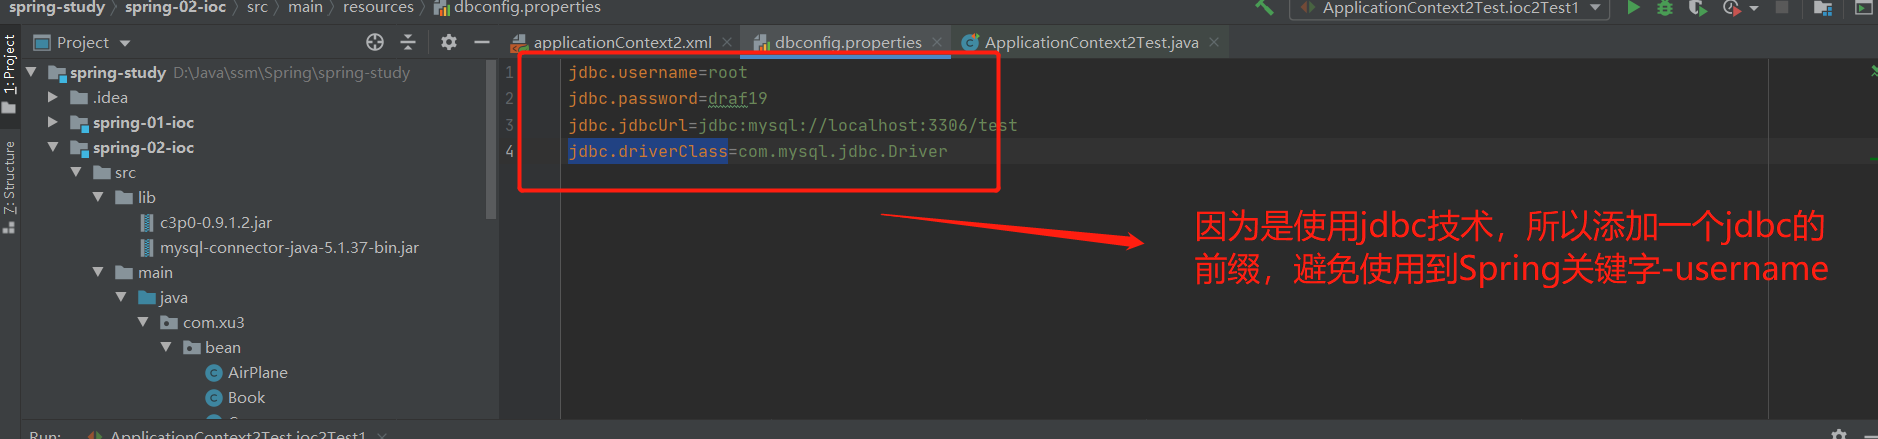 spring-study > spring-02-ioc > src > main > resources > dbconfig.properties
ApplicationContext2Test.ioc2Test1
1: Project
Z: Structure
Project
applicationContext2.xml
dbconfig.properties
ApplicationContext2Test.java
spring-study D:\Java\ssm\Spring\spring-study
.idea
spring-01-ioc
spring-02-ioc
src
lib
c3p0-0.9.1.2.jar
mysql-connector-java-5.1.37-bin.jar
main
java
com.xu3
bean
AirPlane
Book
1 jdbc.username=root
2 jdbc.password=draf19
3 jdbc.jdbcUrl=jdbc:mysql://localhost:3306/test
4 jdbc.driverClass=com.mysql.jdbc.Driver
因为是使用jdbc技术，所以添加一个jdbc的
前缀，避免使用到Spring关键字-username
Run: ApplicationContext2Test.ioc2Test1